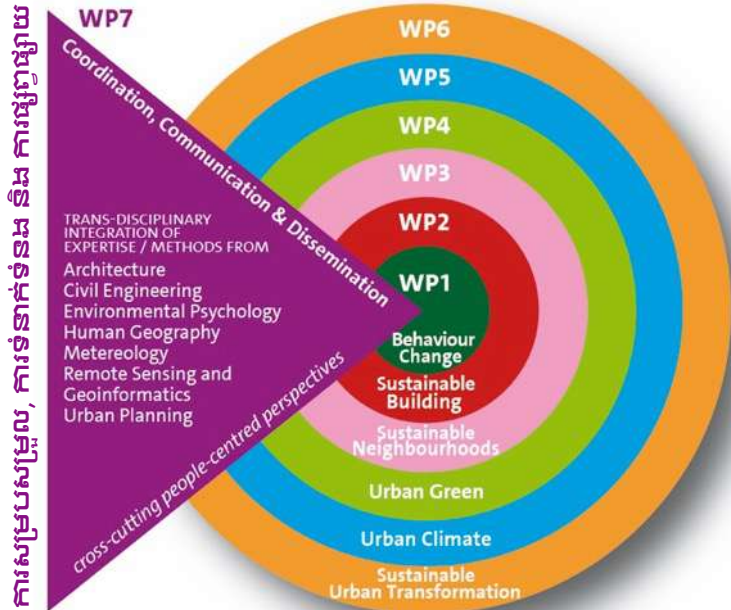 ការសម្របសម្រួល, ការទំនាក់ទំនង និង ការផ្សព្វផ្សាយ
WP7
Coordination, Communication & Dissemination
TRANS-DISCIPLINARY
INTEGRATION OF
EXPERTISE / METHODS FROM
Architecture
Civil Engineering
Environmental Psychology
Human Geography
Metereology
Remote Sensing and
Geoinformatics
Urban Planning
cross-cutting people-centred perspectives
WP6
WP5
WP4
WP3
WP2
WP1
Behaviour
Change
Sustainable
Building
Sustainable
Neighbourhoods
Urban Green
Urban Climate
Sustainable
Urban Transformation